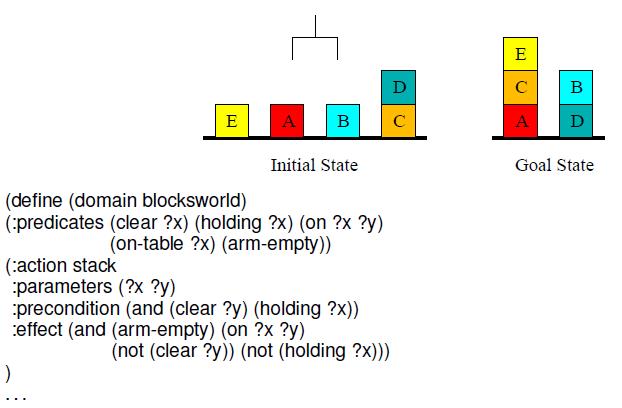 E
D
C
B
E
A
B
C
A
D
Initial State
Goal State
(define (domain blocksworld)
(:predicates (clear ?x) (holding ?x) (on ?x ?y)
(on-table ?x) (arm-empty))
(:action stack
:parameters (?x ?y)
:precondition (and (clear ?y) (holding ?x))
:effect (and (arm-empty) (on ?x ?y)
(not (clear ?y)) (not (holding ?x)))
)
...